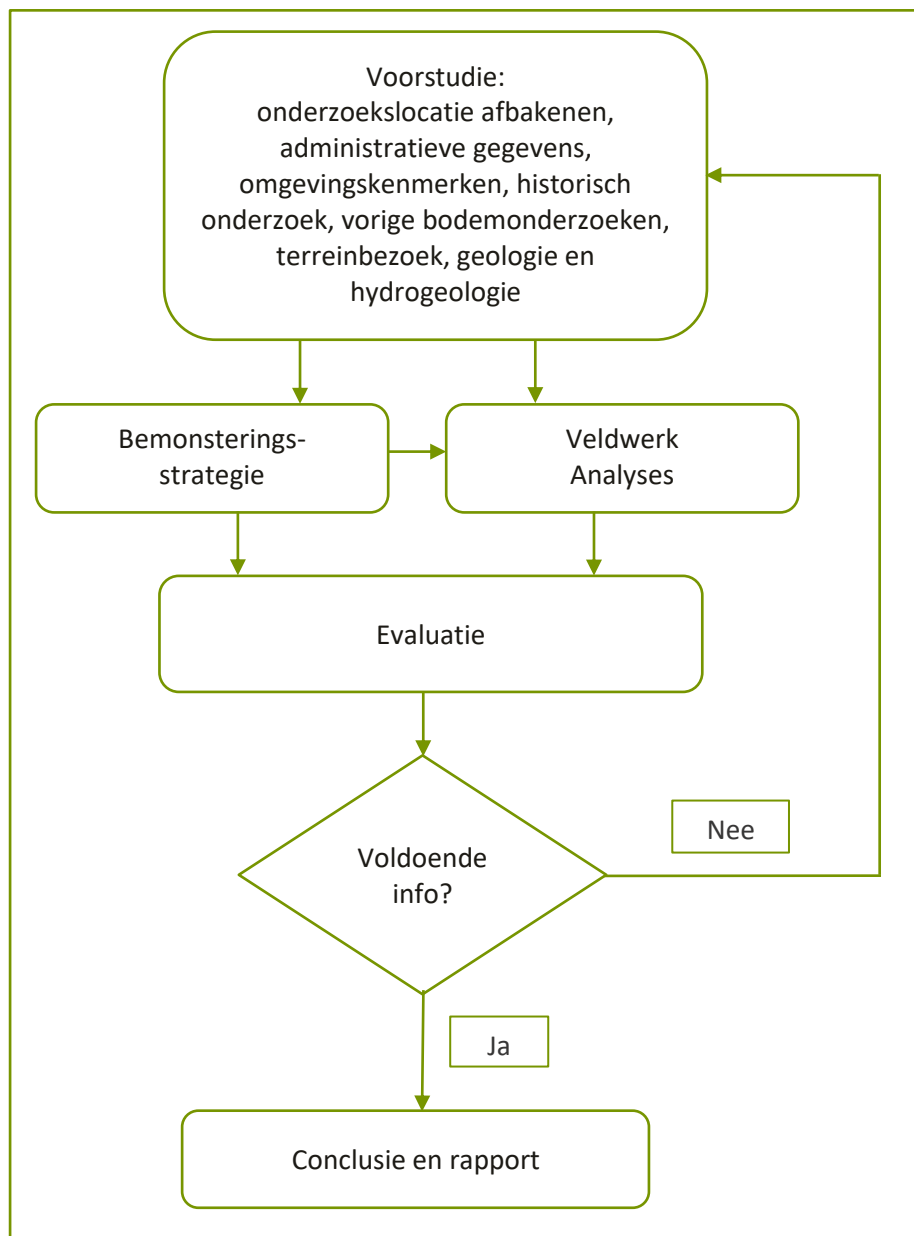 Voorstudie:
onderzoekslocatie afbakenen,
administratieve gegevens,
omgevingskenmerken, historisch
onderzoek, vorige bodemonderzoeken,
terreinbezoek, geologie en
hydrogeologie
Bemonsterings-
strategie
Veldwerk
Analyses
Evaluatie
Voldoende
info?
Nee
Ja
Conclusie en rapport